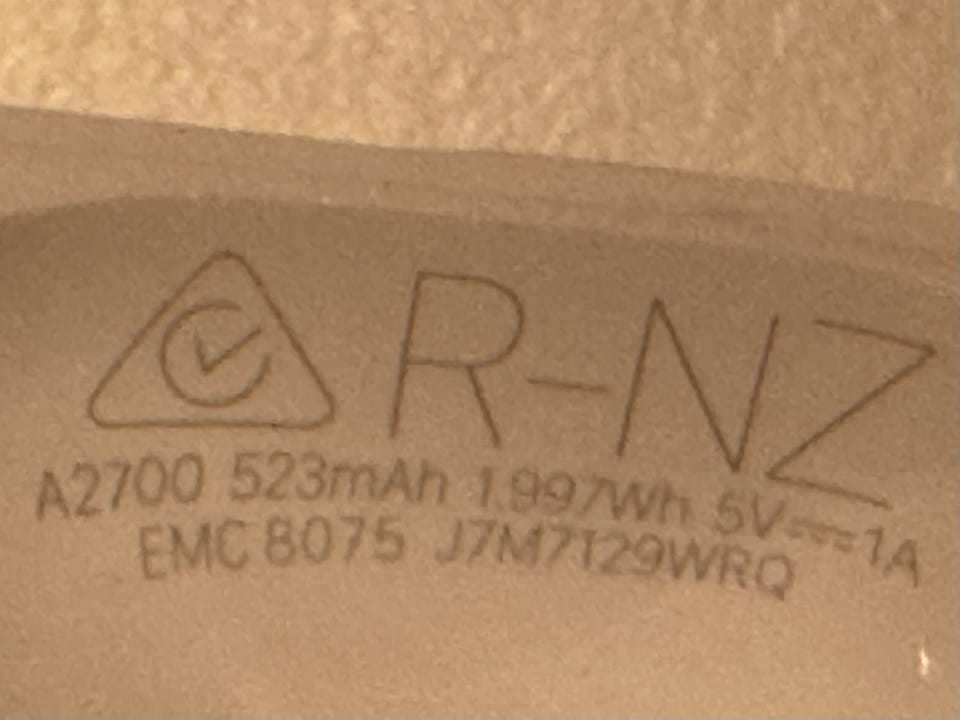 R-NZ
A2700 523mAh 1.997Wh 5V⎓1A
EMC 8075 J7M7129WRQ